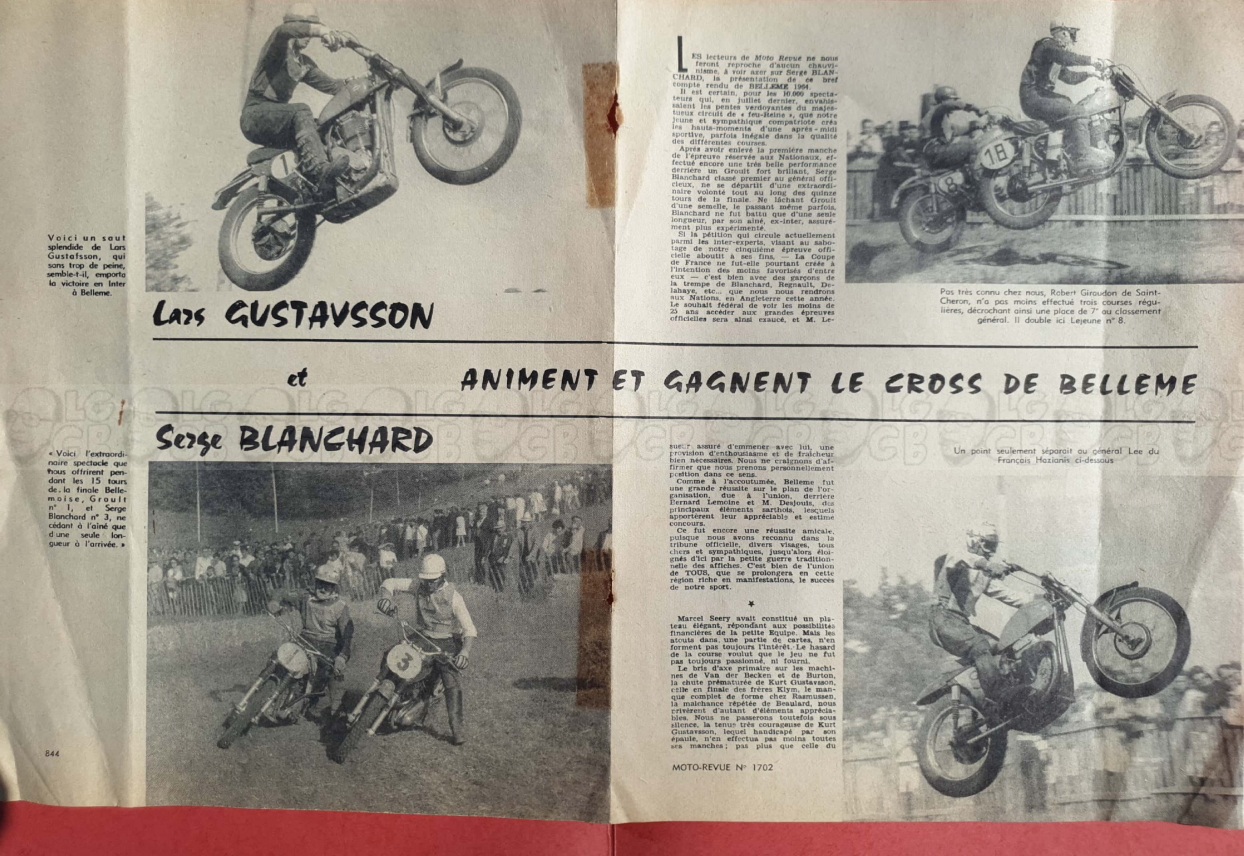 Voici un saut
splendide de Lars
Gustafsson, qui
sans trop de peine,
semble-t-il, emporta
la victoire en Inter
à Belleme.
Lars GUSTAVSSON
et
ANIMENT ET GAGNENT LE CROSS DE BELLEME
Serge BLANCHARD
« Voici l'extraordi-
naire spectacle que
nous offrirent pen-
dant les 15 tours
de la finale Belle-
moise, Groult
n° 1, et Serge
Blanchard n° 3, ne
cédant à l'aîné que
d'une seule lon-
gueur à l'arrivée. »
3
844
LES lecteurs de Moto Revue ne nous
feront reproche d'aucun chauvi-
nisme, à voir axer sur Serge BLAN-
CHARD, la présentation de ce bref
compte rendu de BELLEME 1964.
Il est certain, pour les 10.000 specta-
teurs qui, en juillet dernier, envahis-
saient les pentes verdoyantes du majes-
tueux circuit de « feu-Reine », que notre
jeune et sympathique compatriote créa
les hauts-moments d'une après-midi
sportive, parfois inégale dans la qualité
des différentes courses.
Après avoir enlevé la première manche
de l'épreuve réservée aux Nationaux, ef-
fectué encore une très belle performance
derrière un Groult fort brillant, Serge
Blanchard classé premier au général offi-
cieux, ne se départit d'une extraordi-
naire volonté tout au long des quinze
tours de la finale. Ne lâchant Groult
d'une semelle, le passant même parfois,
Blanchard ne fut battu que d'une seule
longueur, par son aîné, ex-inter, assuré-
ment plus expérimenté.
Si la pétition qui circule actuellement
parmi les inter-experts, visant au sabo-
tage de notre cinquième épreuve offi-
cielle aboutit à ses fins, — La Coupe
de France ne fut-elle pourtant créée à
l'intention des moins favorisés d'entre
eux — c'est bien avec des garçons de
la trempe de Blanchard, Regnault, De-
lahaye, etc... que nous nous rendrons
aux Nations, en Angleterre cette année.
Le souhait fédéral de voir les moins de
25 ans accéder aux grandes épreuves
officielles sera ainsi exaucé, et M. Le-
sueur assuré d'emmener avec lui, une
provision d'enthousiasme et de fraîcheur
bien nécessaires. Nous ne craignons d'af-
firmer que nous prenons personnellement
position dans ce sens.
Comme à l'accoutumée, Belleme fut
une grande réussite sur le plan de l'or-
ganisation, due à l'union, derrière
Bernard Lemoine et M. Desjouis, des
principaux éléments sarthois, lesquels
apportèrent leur appréciable et estimé
concours.
Ce fut encore une réussite amicale,
puisque nous avons reconnu dans la
tribune officielle, divers visages, tous
chers et sympathiques, jusqu'alors éloi-
gnés d'ici par la petite guerre tradition-
nelle des affiches. C'est bien de l'union
de TOUS, que se prolongera en cette
région riche en manifestations, le succès
de notre sport.
★
Marcel Seery avait constitué un pla-
teau élégant, répondant aux possibilités
financières de la petite Equipe. Mais les
atouts dans une partie de cartes, n'en
forment pas toujours l'intérêt. Le hasard
de la course voulut que le jeu ne fut
pas toujours passionné, ni fourni.
Le bris d'axe primaire sur les machi-
nes de Van der Becken et de Burton,
la chute prématurée de Kurt Gustavsson,
celle en finale des frères Klym, le man-
que complet de forme chez Rasmussen,
la malchance répétée de Beaulard, nous
privèrent d'autant d'éléments apprécia-
bles. Nous ne passerons toutefois sous
silence, la tenue très courageuse de Kurt
Gustavsson, lequel handicapé par son
épaule, n'en effectua pas moins toutes
ses manches ; pas plus que celle du
MOTO-REVUE N° 1702
18
8
Pas très connu chez nous, Robert Giroudon de Saint-
Cheron, n'a pas moins effectué trois courses régu-
lières, décrochant ainsi une place de 7e au classement
général. Il double ici Lejeune n° 8.
Un point seulement séparait au général Lee du
Français Hazianis ci-dessous